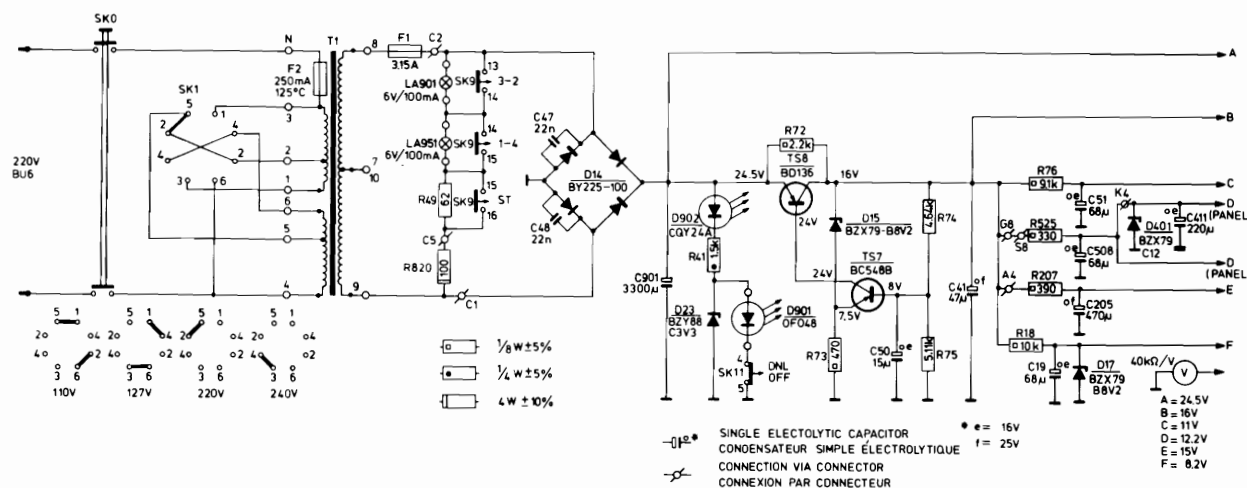 SK0
N
T1
8
F1
3.15A
C2
F2
250mA
125°C
SK1
5
1
2
4
4
2
3
6
3
2
1
6
5
4
220V
BU6
7
10
9
LA901
6V/100mA
SK9
13
3-2
14
LA951
6V/100mA
SK9
14
1-4
15
R49
62
SK9
15
ST
16
C5
R820
100
C1
C47
22n
D14
BY225-100
C48
22n
A
B
R72
2.2k
TS8
BD136
24.5V
16V
24V
D902
CQY24A
R41
1.5k
D15
BZX79-B8V2
R74
4.64k
24V
TS7
BC548B
8V
7.5V
C901
3300µ
D23
BZY88
C3V3
D901
OF048
4
SK11
5
DNL
OFF
R73
470
C50
15µ
e
R75
5.11k
C41
47µ
f
R76
9.1k
C
C51
68µ
e
K4
D
(PANEL)
G8
S8
R525
330
D401
BZX79
C12
e
C411
220µ
C508
68µ
e
D
(PANEL
A4
R207
390
E
C205
470µ
f
R18
10k
F
C19
68µ
e
D17
BZX79
B8V2
40kΩ/V
V
A = 24.5V
B = 16V
C = 11V
D = 12.2V
E = 15V
F = 8.2V
5 1
2 4
4 2
3 6
110V
5 1
2 4
4 2
3 6
127V
5 1
2 4
4 2
3 6
220V
5 1
2 4
4 2
3 6
240V
1/8 W ±5%
1/4 W ±5%
4W ±10%
* SINGLE ELECTOLYTIC CAPACITOR
CONDENSATEUR SIMPLE ÉLECTROLYTIQUE
* e = 16V
f = 25V
CONNECTION VIA CONNECTOR
CONNEXION PAR CONNECTEUR